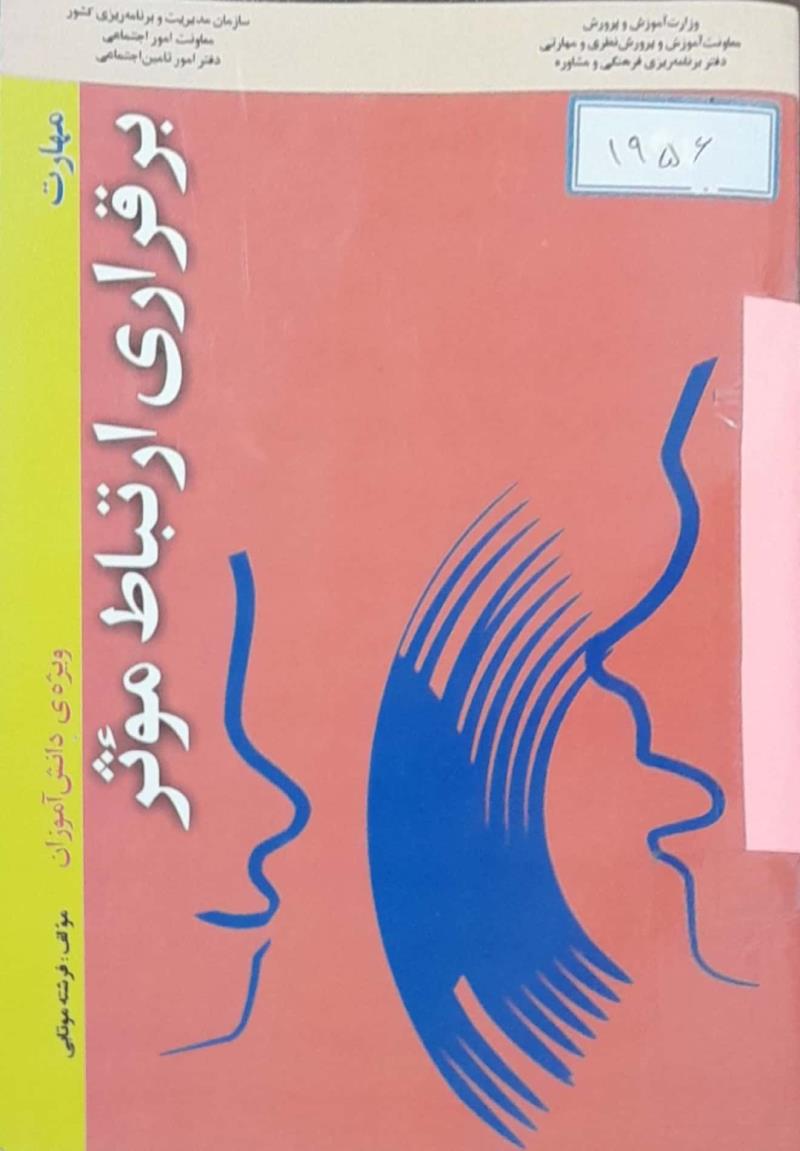 وزارت آموزش و پرورش
معاونت آموزش و پرورش نظری و مهارتی
دفتر برنامه‌ریزی فرهنگی و مشاوره
سازمان مدیریت و برنامه‌ریزی کشور
معاونت امور اجتماعی
دفتر امور تامین اجتماعی
۱۹۵۶
مهارت
برقراری ارتباط مؤثر
ویژه‌ی دانش‌آموزان
مؤلف: فرشته موتابی